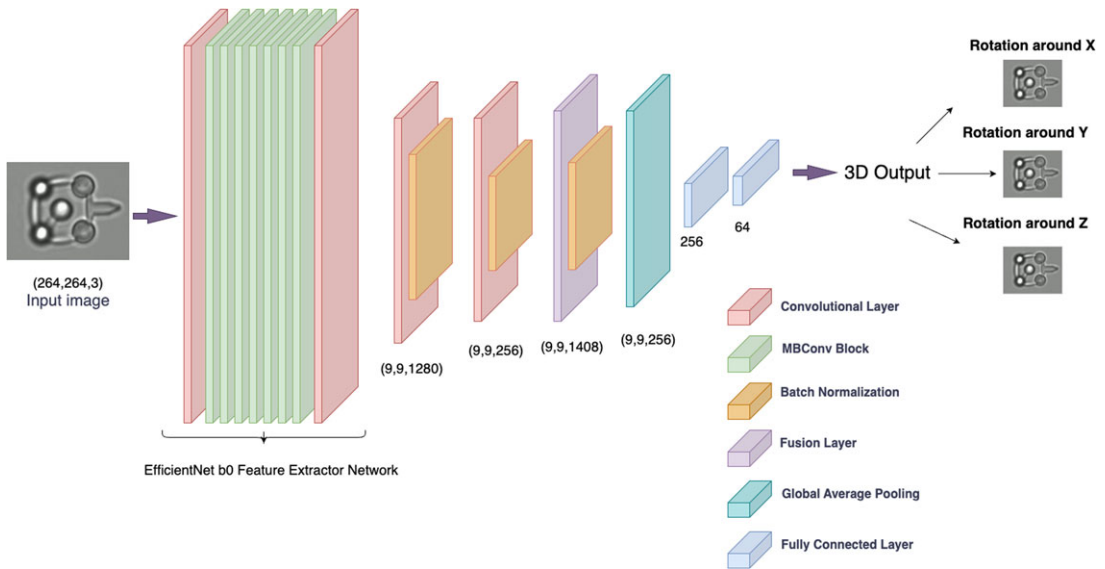 (264,264,3)
Input image
EfficientNet b0 Feature Extractor Network
(9,9,1280)
(9,9,256)
(9,9,1408)
(9,9,256)
256
64
3D Output
Rotation around X
Rotation around Y
Rotation around Z
Convolutional Layer
MBConv Block
Batch Normalization
Fusion Layer
Global Average Pooling
Fully Connected Layer